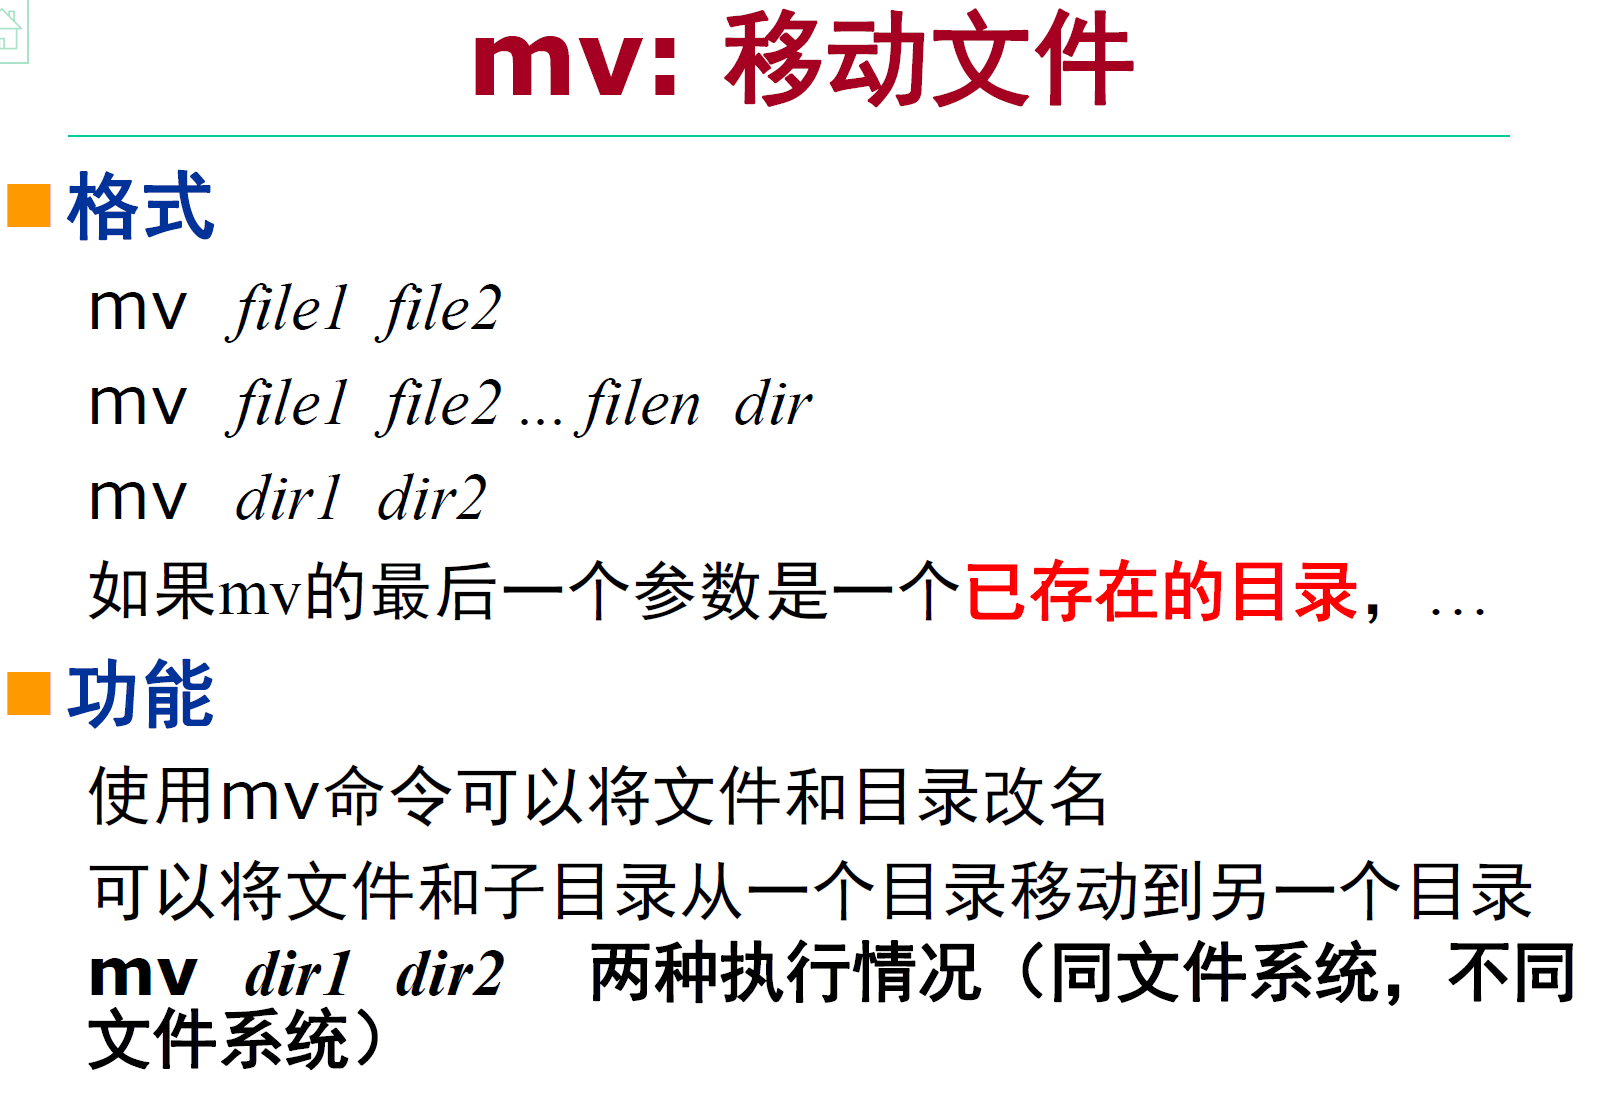 mv: 移动文件
格式
mv file1 file2
mv file1 file2 ... filen dir
mv dir1 dir2
如果mv的最后一个参数是一个已存在的目录，…
功能
使用mv命令可以将文件和目录改名
可以将文件和子目录从一个目录移动到另一个目录
mv dir1 dir2 两种执行情况（同文件系统，不同
文件系统）